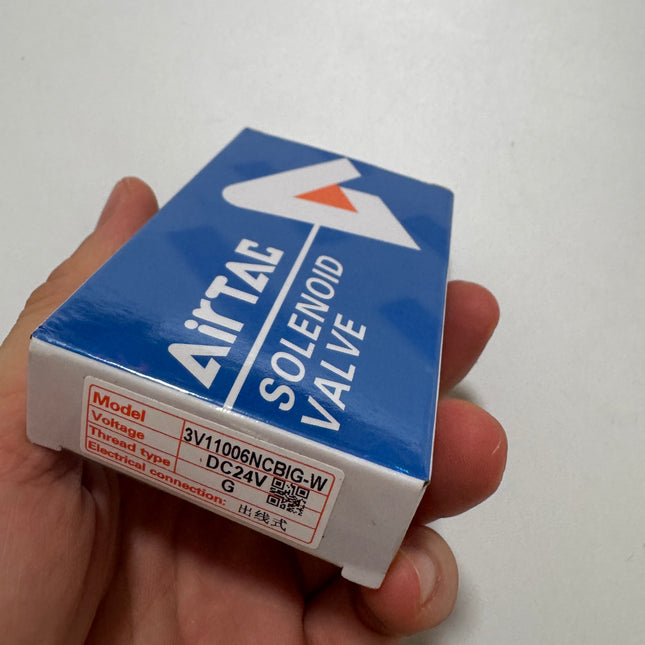 AirTAC
SOLENOID
VALVE
Model 3V11006NCBIG-W
Voltage DC24V
Thread type G
Electrical connection: 出线式